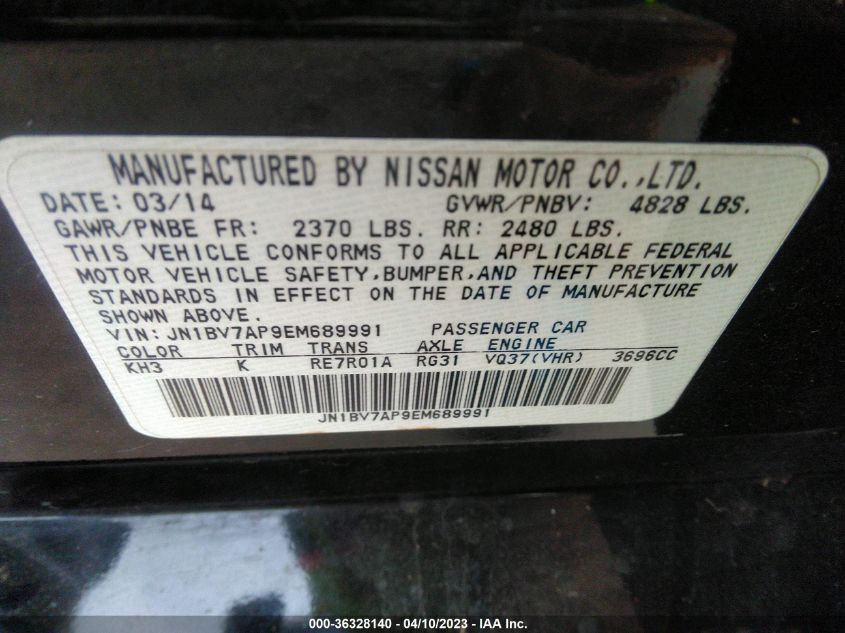 MANUFACTURED BY NISSAN MOTOR CO.,LTD.
DATE: 03/14 GVWR/PNBV: 4828 LBS.
GAWR/PNBE FR: 2370 LBS. RR: 2480 LBS.
THIS VEHICLE CONFORMS TO ALL APPLICABLE FEDERAL
MOTOR VEHICLE SAFETY,BUMPER,AND THEFT PREVENTION
STANDARDS IN EFFECT ON THE DATE OF MANUFACTURE
SHOWN ABOVE.
VIN:JN1BV7AP9EM689991 PASSENGER CAR
COLOR TRIM TRANS AXLE ENGINE
KH3 K RE7R01A RG31 VQ37(VHR) 3696CC
JN1BV7AP9EM689991
000-36328140 - 04/10/2023 - IAA Inc.